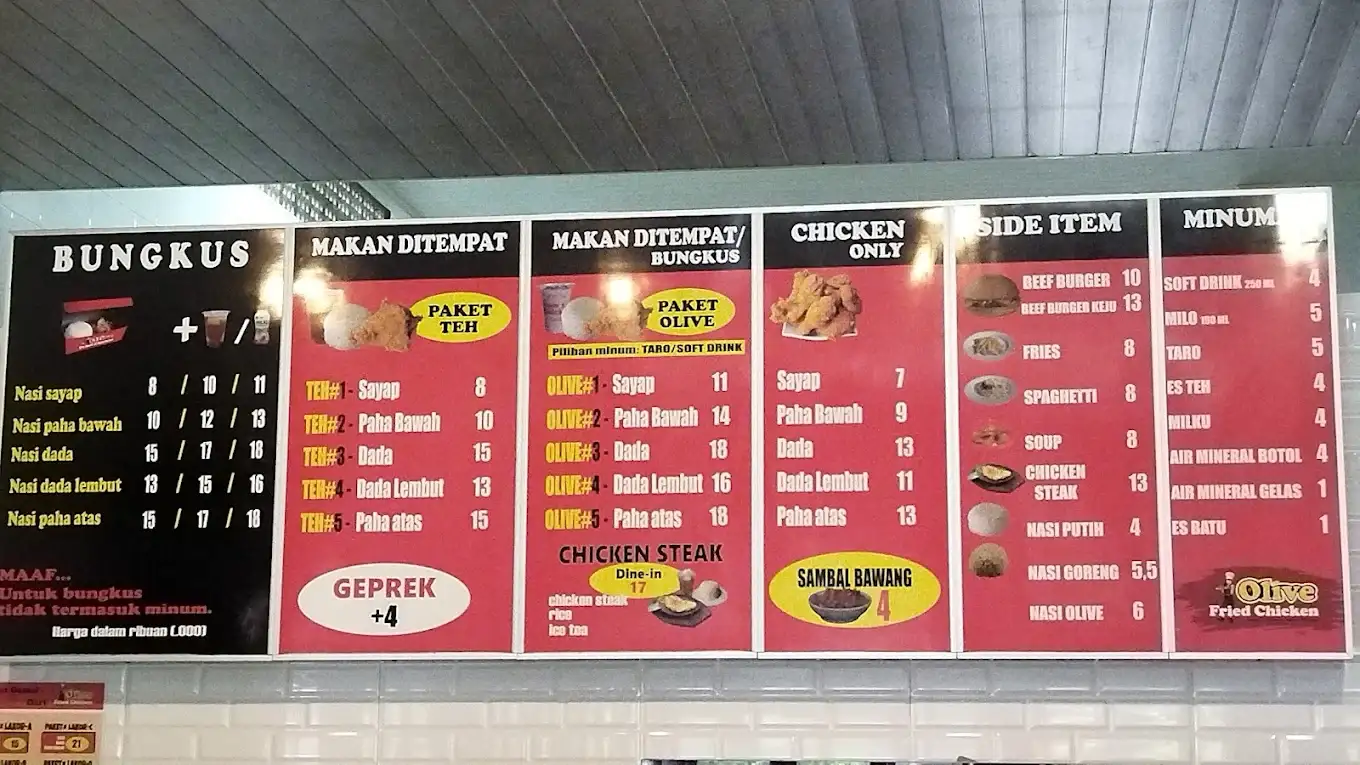 BUNGKUS
+ /
Nasi sayap 8 / 10 / 11
Nasi paha bawah 10 / 12 / 13
Nasi dada 15 / 17 / 18
Nasi dada lembut 13 / 15 / 16
Nasi paha atas 15 / 17 / 18
MAAF...
Untuk bungkus
tidak termasuk minum.
Harga dalam ribuan (.000)
MAKAN DITEMPAT
PAKET
TEH
TEH#1- Sayap 8
TEH#2- Paha Bawah 10
TEH#3- Dada 15
TEH#4- Dada Lembut 13
TEH#5- Paha atas 15
GEPREK
+4
MAKAN DITEMPAT/
BUNGKUS
PAKET
OLIVE
Pilihan minum: TARO/SOFT DRINK
OLIVE#1- Sayap 11
OLIVE#2- Paha Bawah 14
OLIVE#3- Dada 18
OLIVE#4- Dada Lembut 16
OLIVE#5- Paha atas 18
CHICKEN STEAK
Dine-in
17
chicken steak
rice
ice tea
CHICKEN
ONLY
Sayap 7
Paha Bawah 9
Dada 13
Dada Lembut 11
Paha atas 13
SAMBAL BAWANG
4
SIDE ITEM
BEEF BURGER 10
BEEF BURGER KEJU 13
FRIES 8
SPAGHETTI 8
SOUP 8
CHICKEN
STEAK 13
NASI PUTIH 4
NASI GORENG 5,5
NASI OLIVE 6
MINUM
SOFT DRINK 250 ML 4
MILO 190 ML 5
TARO 5
ES TEH 4
MILKU 4
AIR MINERAL BOTOL 4
AIR MINERAL GELAS 1
ES BATU 1
Olive
Fried Chicken
15
21